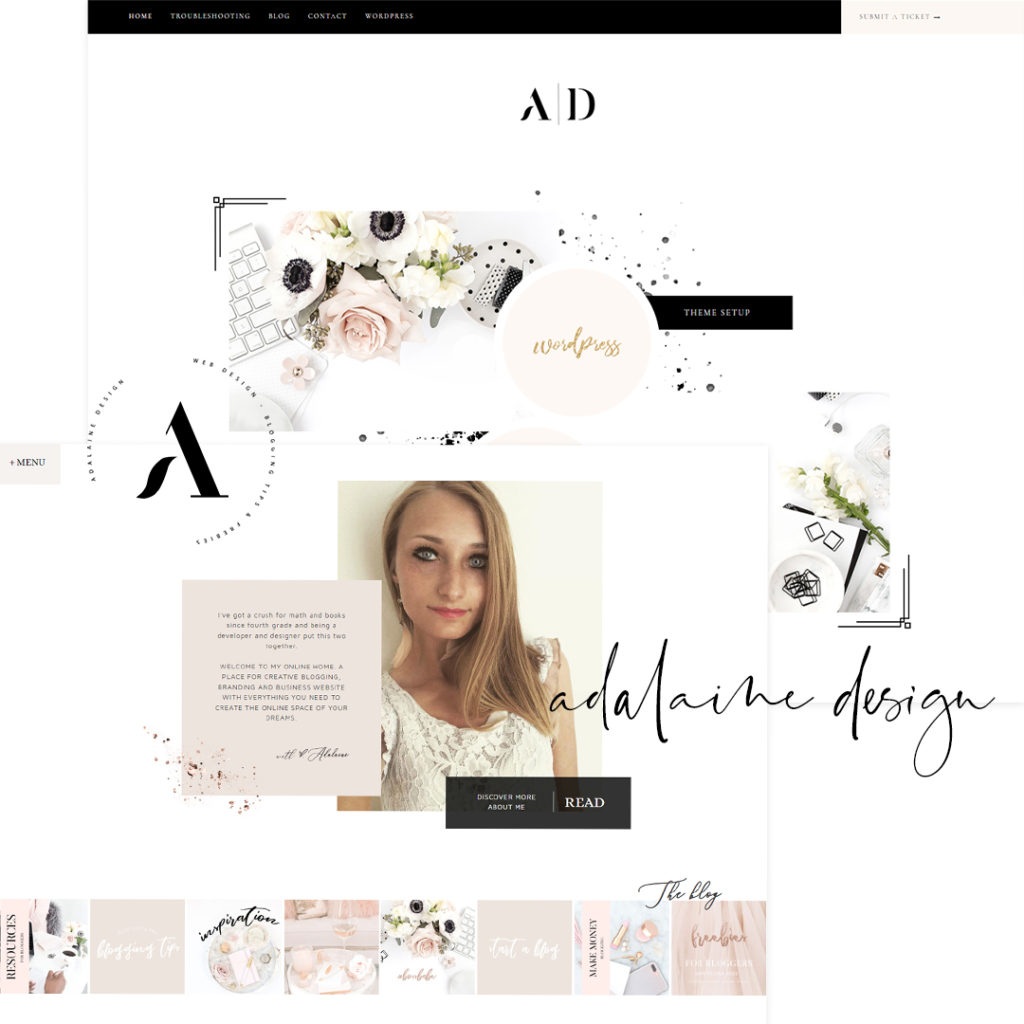 HOME TROUBLESHOOTING BLOG CONTACT WORDPRESS
SUBMIT A TICKET →
A|D
THEME SETUP
wordpress
ADALAINE DESIGN
WEB DESIGN · BLOGGING TIPS & FREBIES
A
+ MENU
I've got a crush for math and books
since fourth grade and being a
developer and designer put this two
together.
WELCOME TO MY ONLINE HOME. A
PLACE FOR CREATIVE BLOGGING,
BRANDING AND BUSINESS WEBSITE
WITH EVERYTHING YOU NEED TO
CREATE THE ONLINE SPACE OF YOUR
DREAMS.
with ♥ Adalaine
adalaine design
DISCOVER MORE
ABOUT ME
READ
The blog
RESOURCES
FOR BLOGGERS
blogging tips
inspiration
#bossbabe
start a blog
MAKE MONEY
BLOGGING
freebies
FOR BLOGGERS